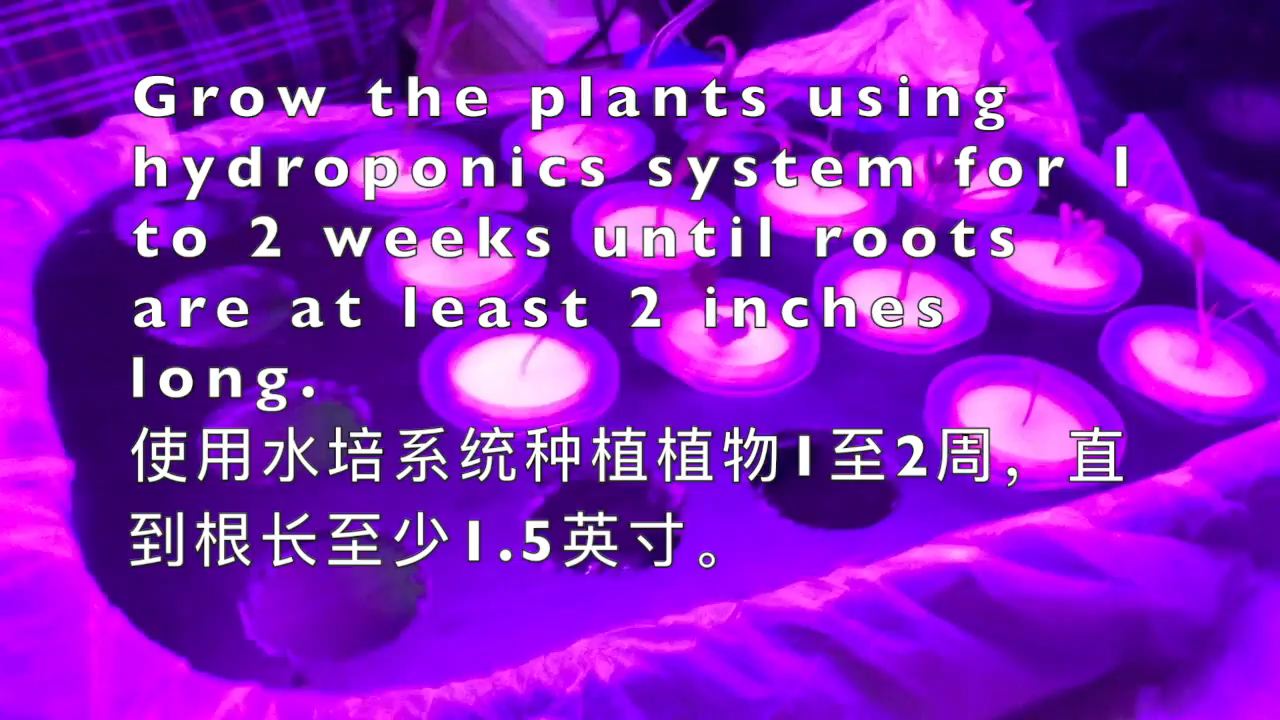 Grow the plants using
hydroponics system for 1
to 2 weeks until roots
are at least 2 inches
long.
使用水培系统种植植物1至2周，直
到根长至少1.5英寸。